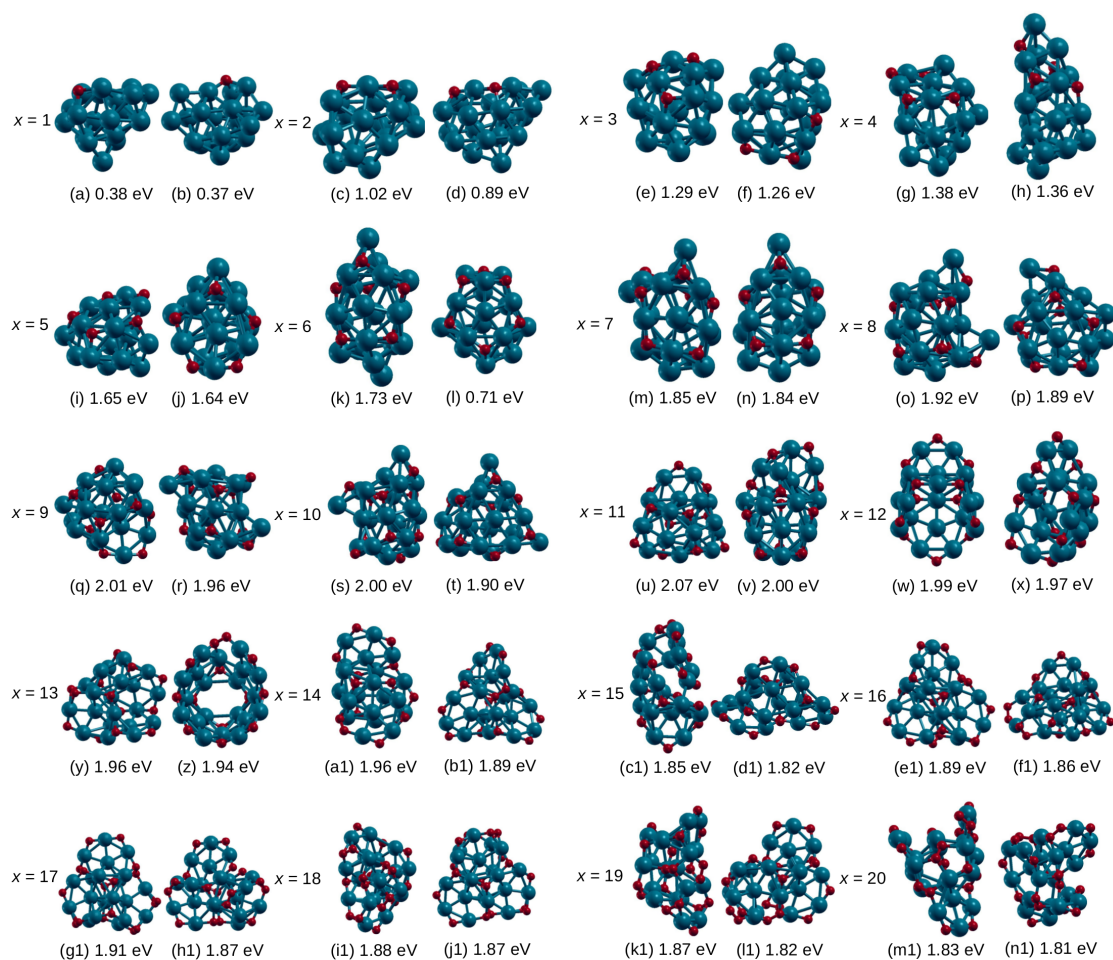 x = 1
x = 2
x = 3
x = 4
(a) 0.38 eV
(b) 0.37 eV
(c) 1.02 eV
(d) 0.89 eV
(e) 1.29 eV
(f) 1.26 eV
(g) 1.38 eV
(h) 1.36 eV
x = 5
x = 6
x = 7
x = 8
(i) 1.65 eV
(j) 1.64 eV
(k) 1.73 eV
(l) 0.71 eV
(m) 1.85 eV
(n) 1.84 eV
(o) 1.92 eV
(p) 1.89 eV
x = 9
x = 10
x = 11
x = 12
(q) 2.01 eV
(r) 1.96 eV
(s) 2.00 eV
(t) 1.90 eV
(u) 2.07 eV
(v) 2.00 eV
(w) 1.99 eV
(x) 1.97 eV
x = 13
x = 14
x = 15
x = 16
(y) 1.96 eV
(z) 1.94 eV
(a1) 1.96 eV
(b1) 1.89 eV
(c1) 1.85 eV
(d1) 1.82 eV
(e1) 1.89 eV
(f1) 1.86 eV
x = 17
x = 18
x = 19
x = 20
(g1) 1.91 eV
(h1) 1.87 eV
(i1) 1.88 eV
(j1) 1.87 eV
(k1) 1.87 eV
(l1) 1.82 eV
(m1) 1.83 eV
(n1) 1.81 eV